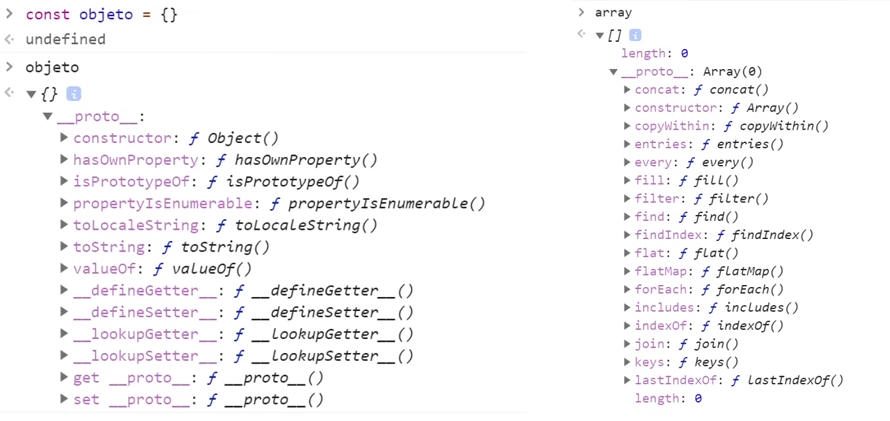 const objeto = {}
undefined
objeto
{} i
__proto__:
constructor: ƒ Object()
hasOwnProperty: ƒ hasOwnProperty()
isPrototypeOf: ƒ isPrototypeOf()
propertyIsEnumerable: ƒ propertyIsEnumerable()
toLocaleString: ƒ toLocaleString()
toString: ƒ toString()
valueOf: ƒ valueOf()
__defineGetter__: ƒ __defineGetter__()
__defineSetter__: ƒ __defineSetter__()
__lookupGetter__: ƒ __lookupGetter__()
__lookupSetter__: ƒ __lookupSetter__()
get __proto__: ƒ __proto__()
set __proto__: ƒ __proto__()
array
[] i
length: 0
__proto__: Array(0)
concat: ƒ concat()
constructor: ƒ Array()
copyWithin: ƒ copyWithin()
entries: ƒ entries()
every: ƒ every()
fill: ƒ fill()
filter: ƒ filter()
find: ƒ find()
findIndex: ƒ findIndex()
flat: ƒ flat()
flatMap: ƒ flatMap()
forEach: ƒ forEach()
includes: ƒ includes()
indexOf: ƒ indexOf()
join: ƒ join()
keys: ƒ keys()
lastIndexOf: ƒ lastIndexOf()
length: 0